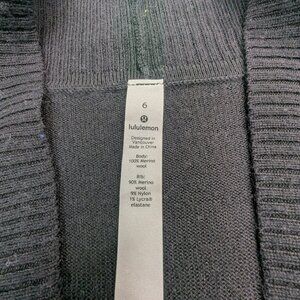 6
lululemon
Designed in
Vancouver
Made in China
Body:
100% Merino
wool
Rib:
90% Merino
wool
9% Nylon
1% Lycra®
elastane